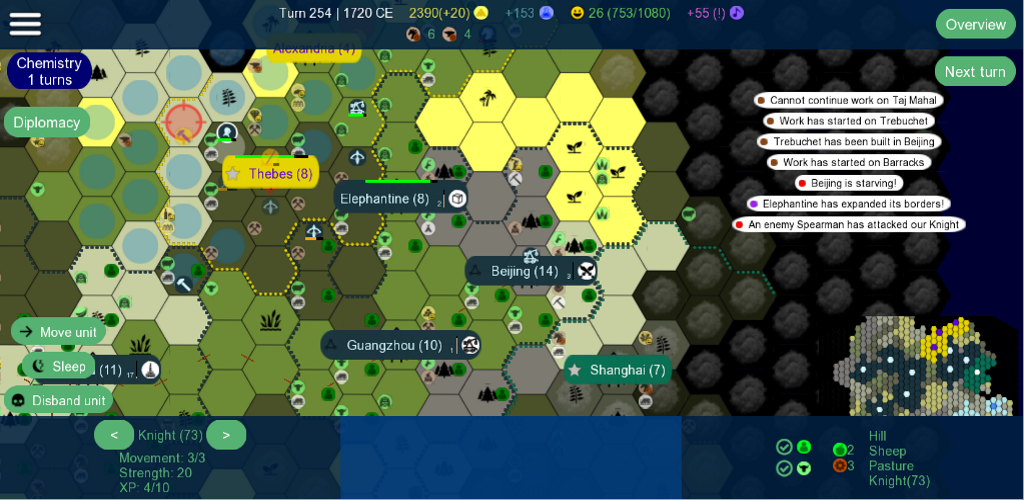 Turn 254 | 1720 CE
2390(+20)
+153
26 (753/1080)
+55 (!)
6
4
Overview
Chemistry
1 turns
Alexandria (4)
Next turn
Diplomacy
Cannot continue work on Taj Mahal
Work has started on Trebuchet
Trebuchet has been built in Beijing
Work has started on Barracks
Beijing is starving!
Elephantine has expanded its borders!
An enemy Spearman has attacked our Knight
Thebes (8)
Elephantine (8)
2
Beijing (14)
3
Guangzhou (10)
1
Shanghai (7)
(11)
17
Move unit
Sleep
Disband unit
<
Knight (73)
>
Movement: 3/3
Strength: 20
XP: 4/10
2
3
Hill
Sheep
Pasture
Knight(73)